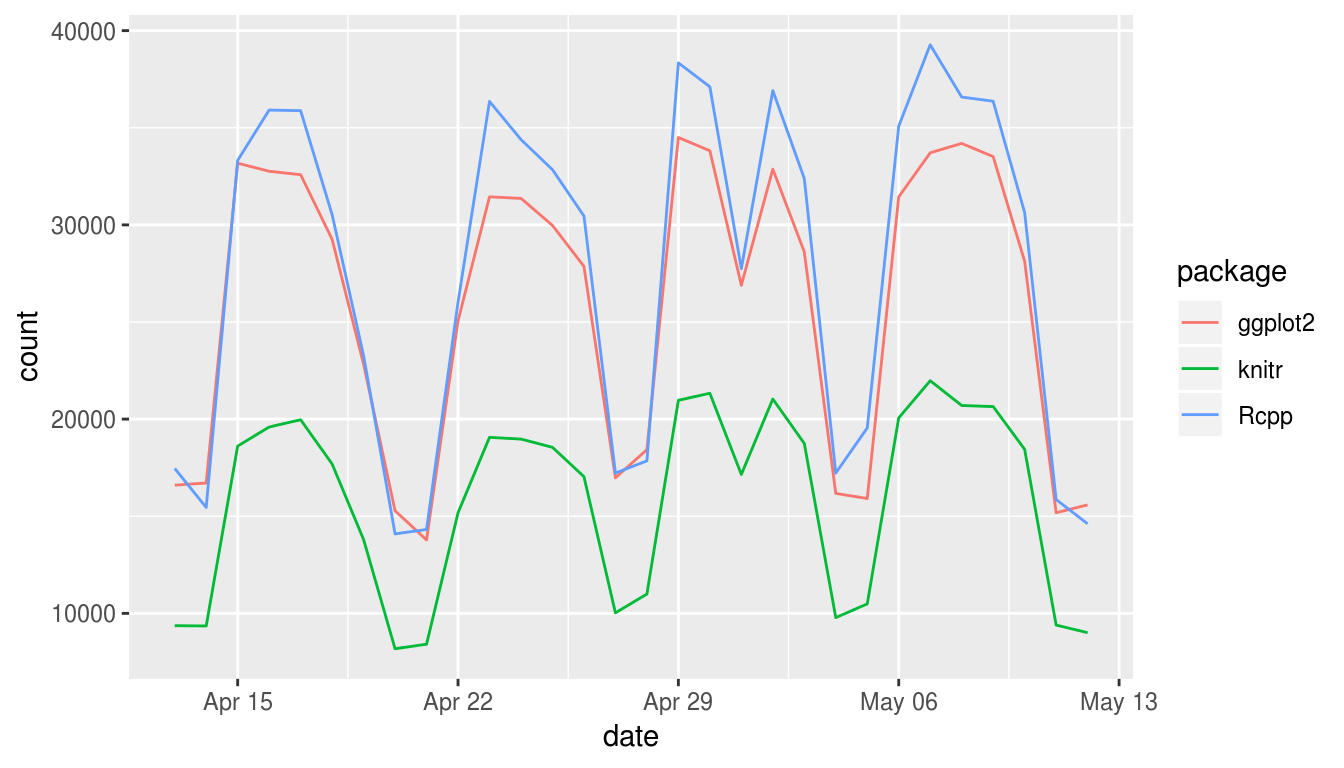 40000
30000
20000
10000
count
Apr 15
Apr 22
Apr 29
May 06
May 13
date
package
ggplot2
knitr
Rcpp